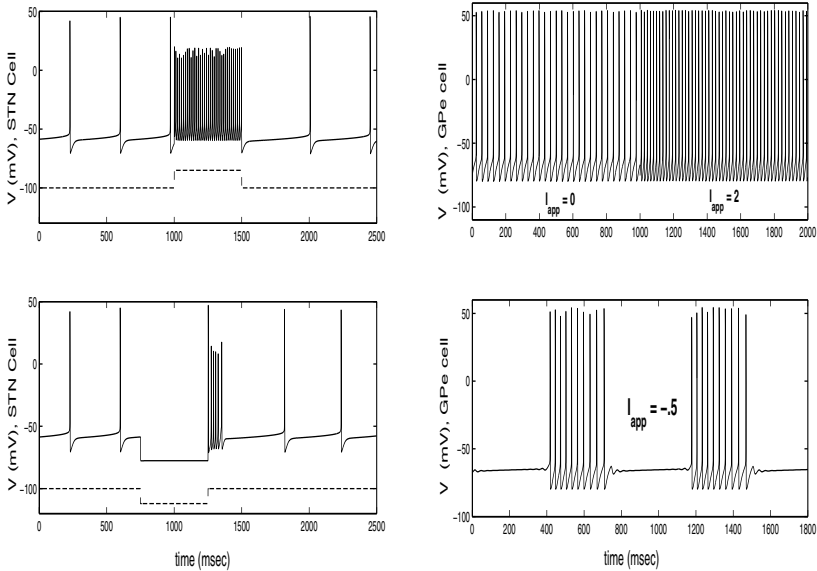 50
0
−50
−100
V (mV), STN Cell
0 500 1000 1500 2000 2500
50
0
−50
−100
V (mV), GPe cell
I_app = 0
I_app = 2
0 200 400 600 800 1000 1200 1400 1600 1800 2000
50
0
−50
−100
V (mV), STN Cell
0 500 1000 1500 2000 2500
time (msec)
50
0
−50
−100
V (mV), GPe cell
I_app = −.5
0 200 400 600 800 1000 1200 1400 1600 1800
time (msec)